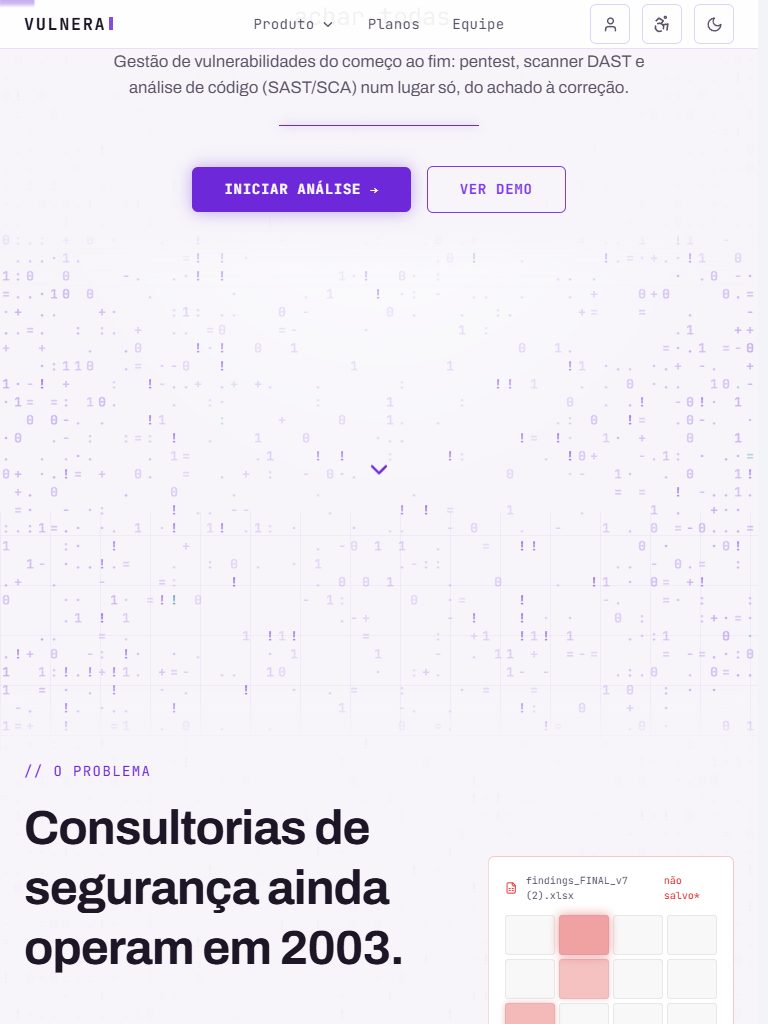 VULNERA
Produto
Planos
Equipe
achar todas
Gestão de vulnerabilidades do começo ao fim: pentest, scanner DAST e
análise de código (SAST/SCA) num lugar só, do achado à correção.
INICIAR ANÁLISE →
VER DEMO
// O PROBLEMA
Consultorias de
segurança ainda
operam em 2003.
findings_FINAL_v7
(2).xlsx
não
salvo*